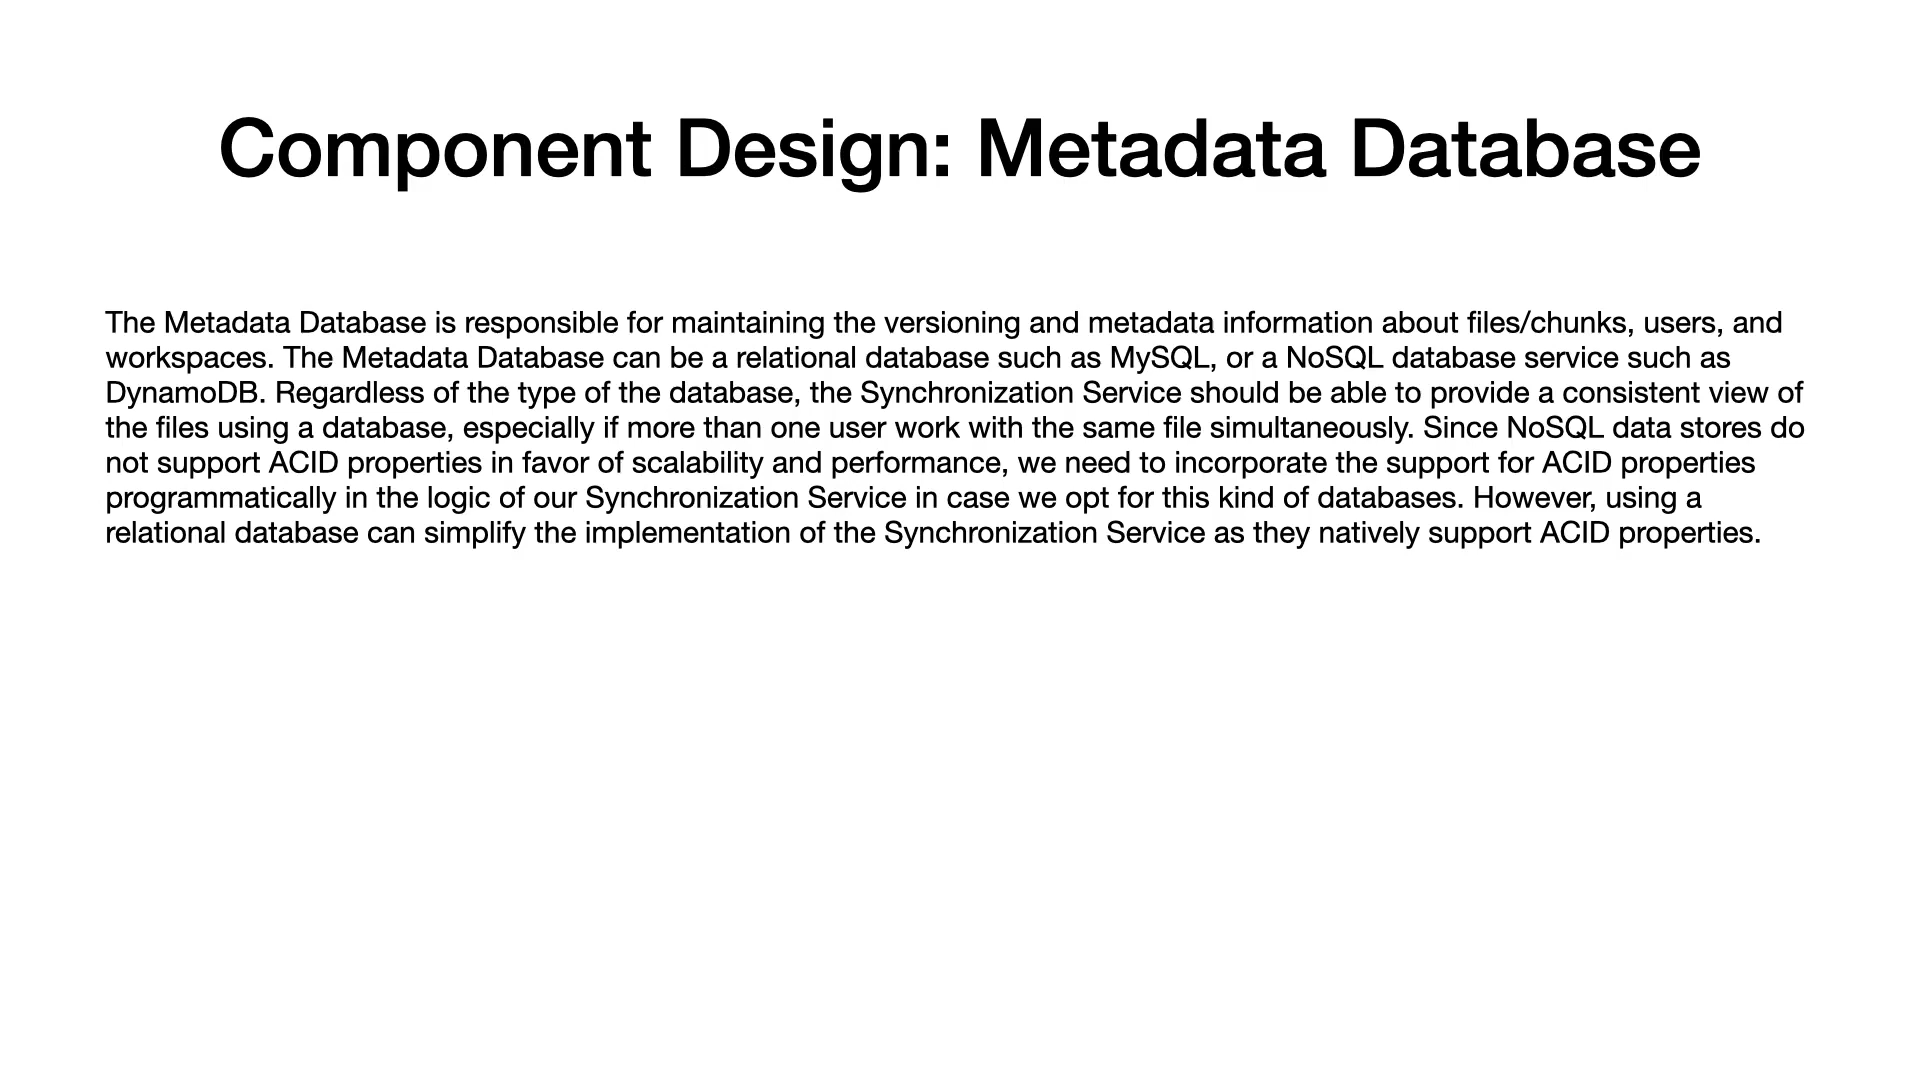 Component Design: Metadata Database
The Metadata Database is responsible for maintaining the versioning and metadata information about files/chunks, users, and
workspaces. The Metadata Database can be a relational database such as MySQL, or a NoSQL database service such as
DynamoDB. Regardless of the type of the database, the Synchronization Service should be able to provide a consistent view of
the files using a database, especially if more than one user work with the same file simultaneously. Since NoSQL data stores do
not support ACID properties in favor of scalability and performance, we need to incorporate the support for ACID properties
programmatically in the logic of our Synchronization Service in case we opt for this kind of databases. However, using a
relational database can simplify the implementation of the Synchronization Service as they natively support ACID properties.